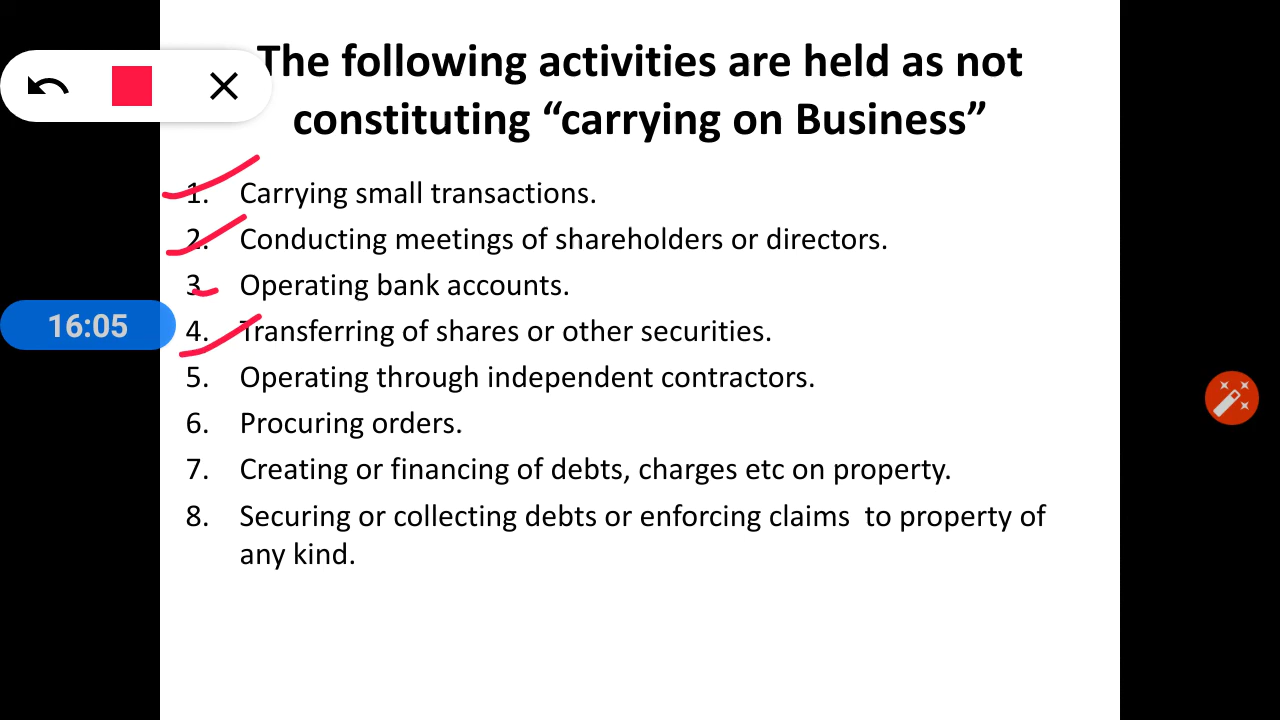 The following activities are held as not
constituting “carrying on Business”
1. Carrying small transactions.
2. Conducting meetings of shareholders or directors.
3. Operating bank accounts.
16:05
4. Transferring of shares or other securities.
5. Operating through independent contractors.
6. Procuring orders.
7. Creating or financing of debts, charges etc on property.
8. Securing or collecting debts or enforcing claims to property of
any kind.